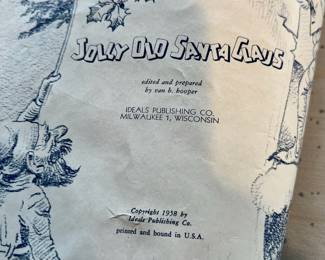 JOLLY OLD SANTA CLAUS
edited and prepared
by van b. hooper
IDEALS PUBLISHING CO.
MILWAUKEE 1, WISCONSIN
Copyright 1958 by
Ideals Publishing Co.
printed and bound in U.S.A.